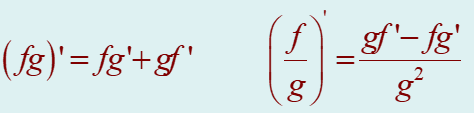 (fg)' = fg'+gf'    (f/g)' = (gf'−fg')/g²